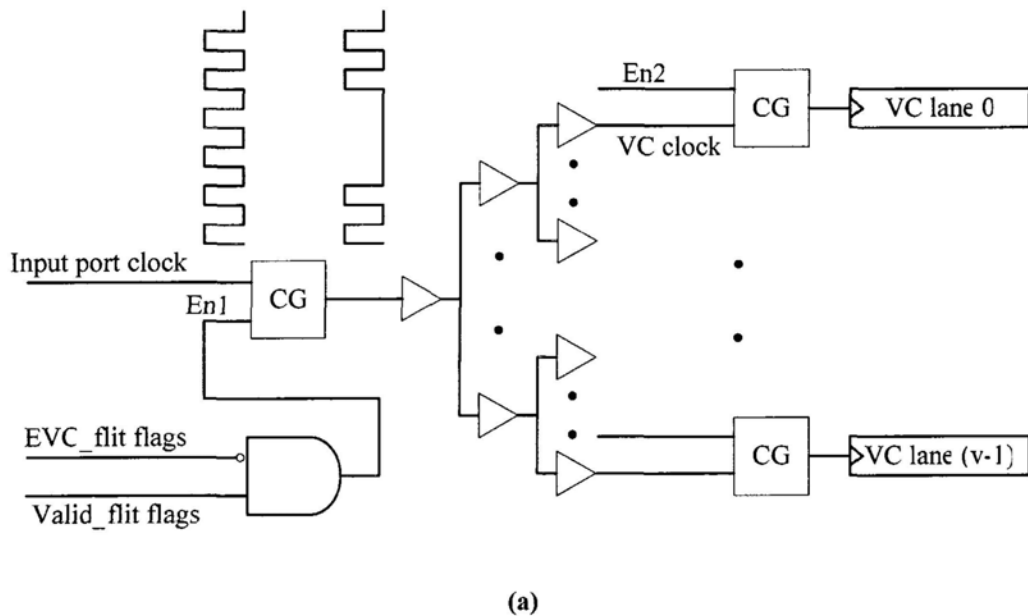 En2
CG
VC lane 0
VC clock
Input port clock
En1
CG
EVC_flit flags
Valid_flit flags
CG
VC lane (v-1)
(a)